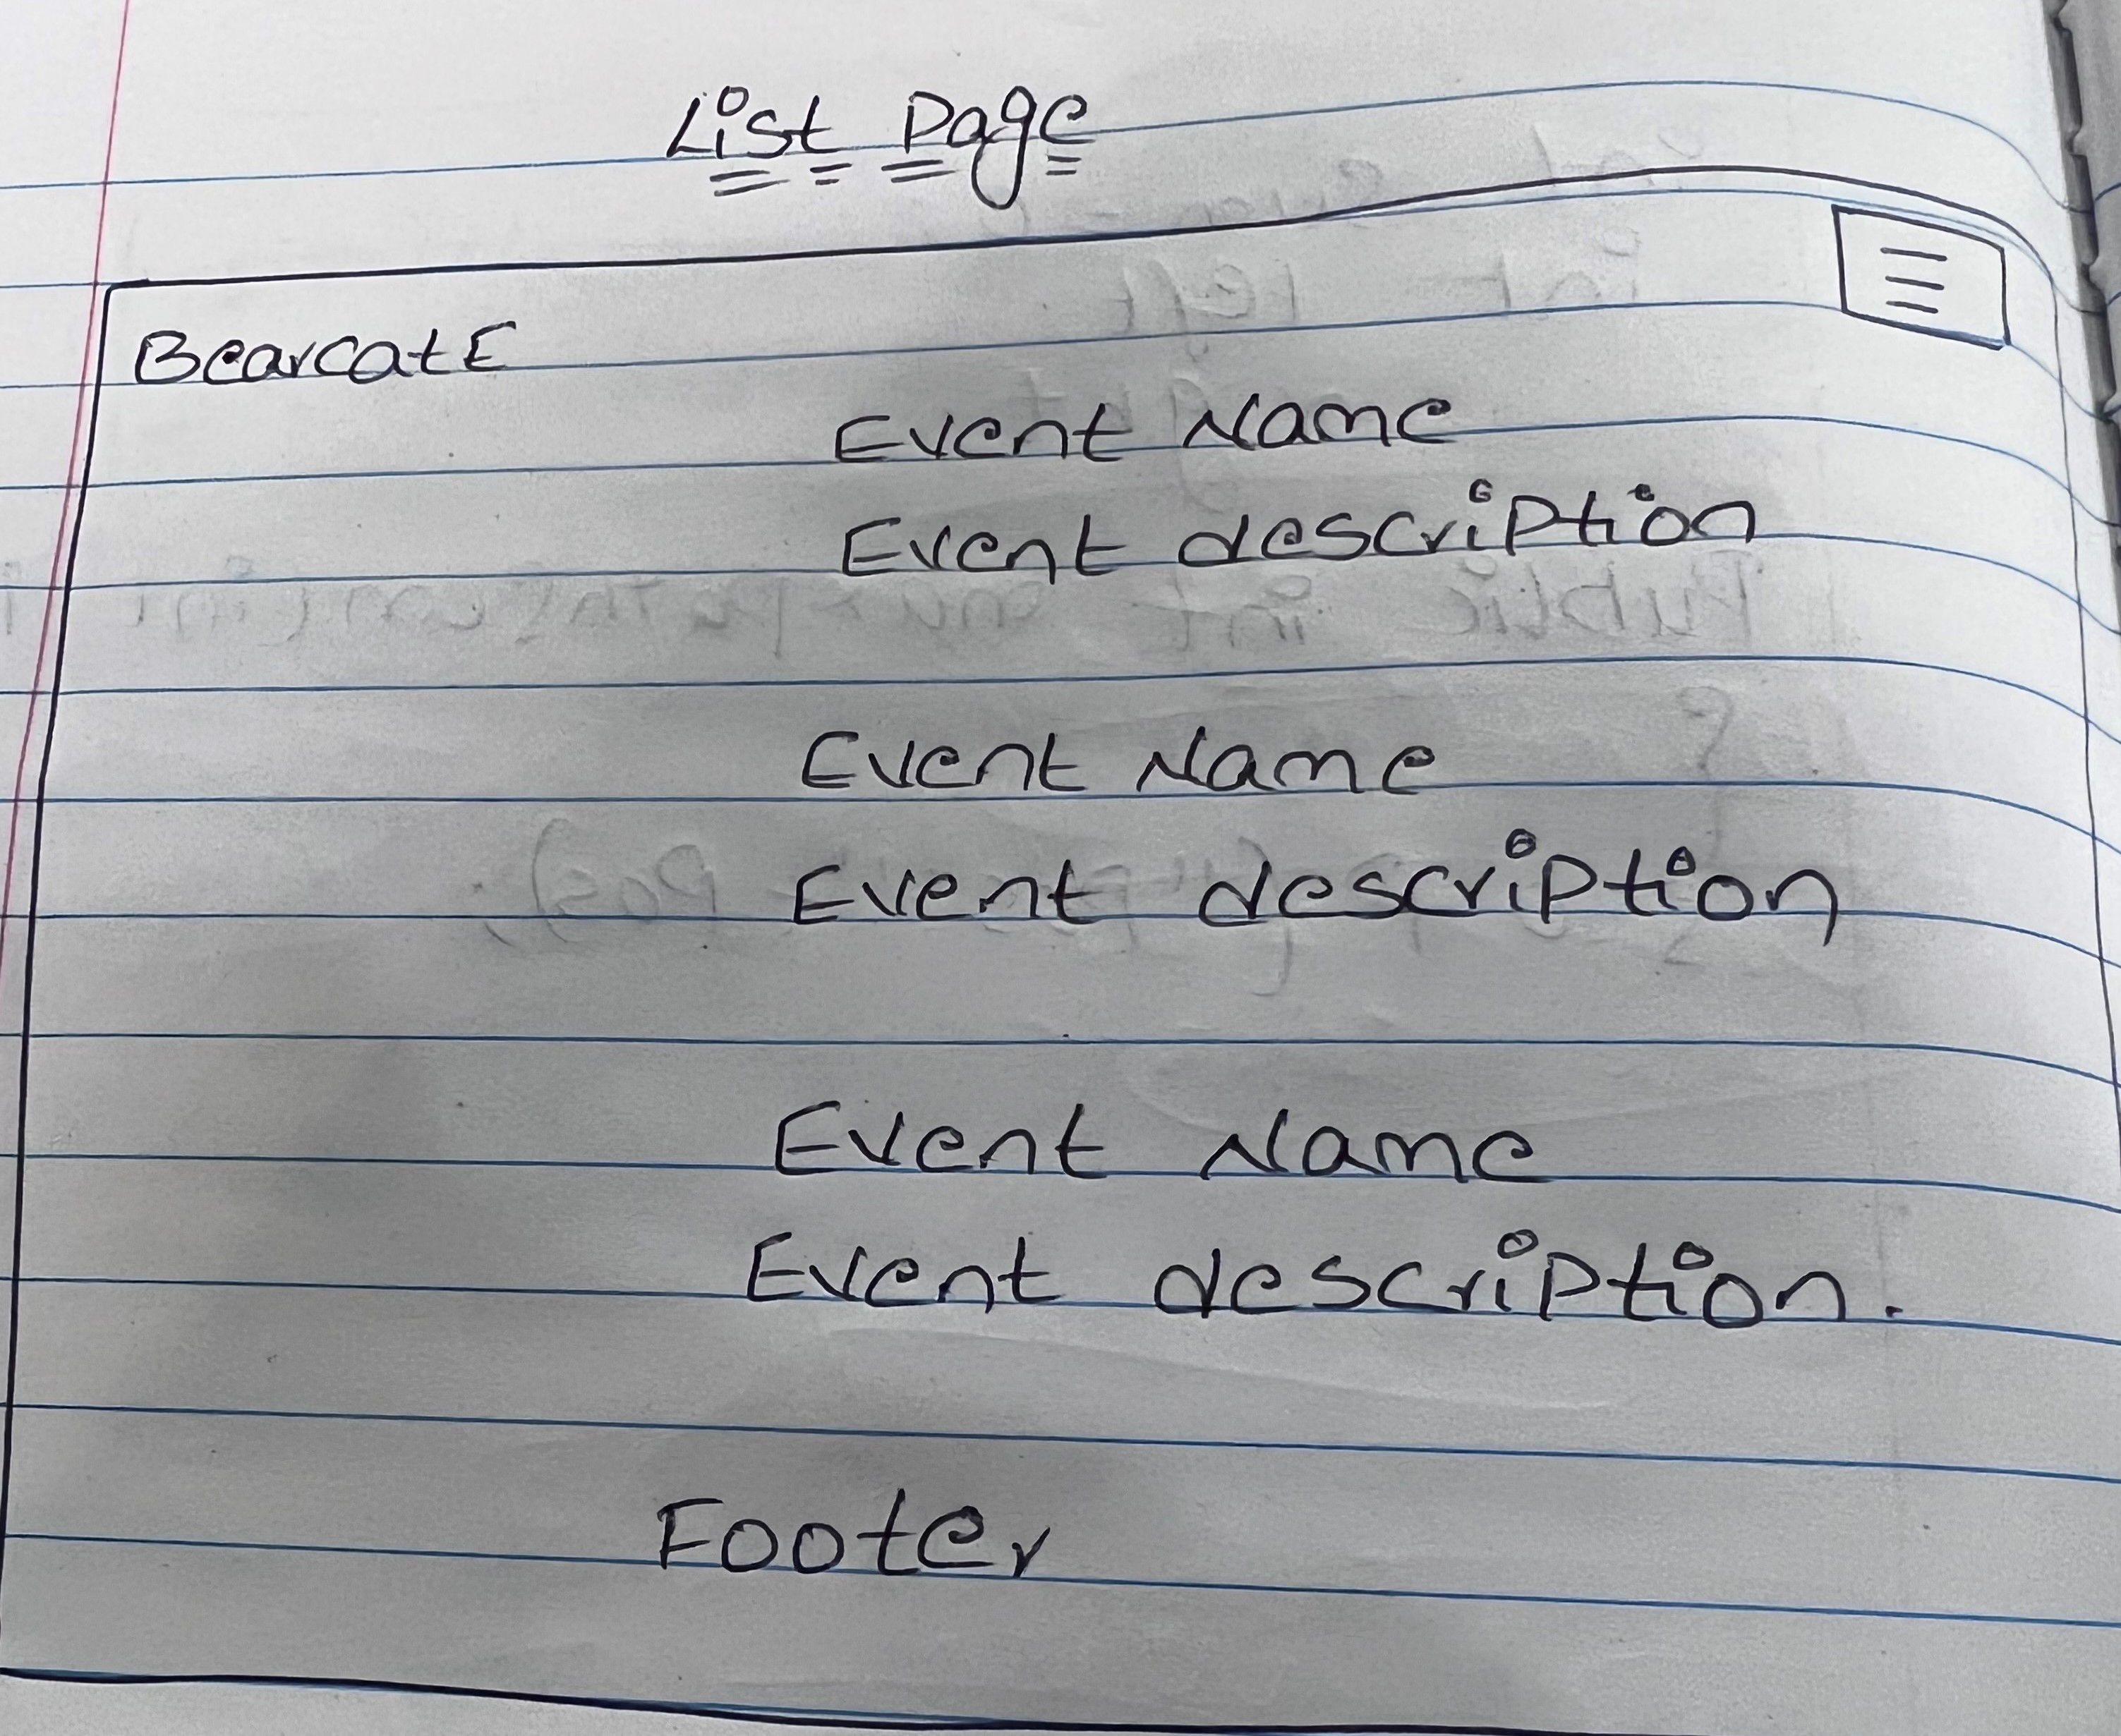 List Page
BearcatE
Event Name
Event description
Event Name
Event description
Event Name
Event description.
Footer